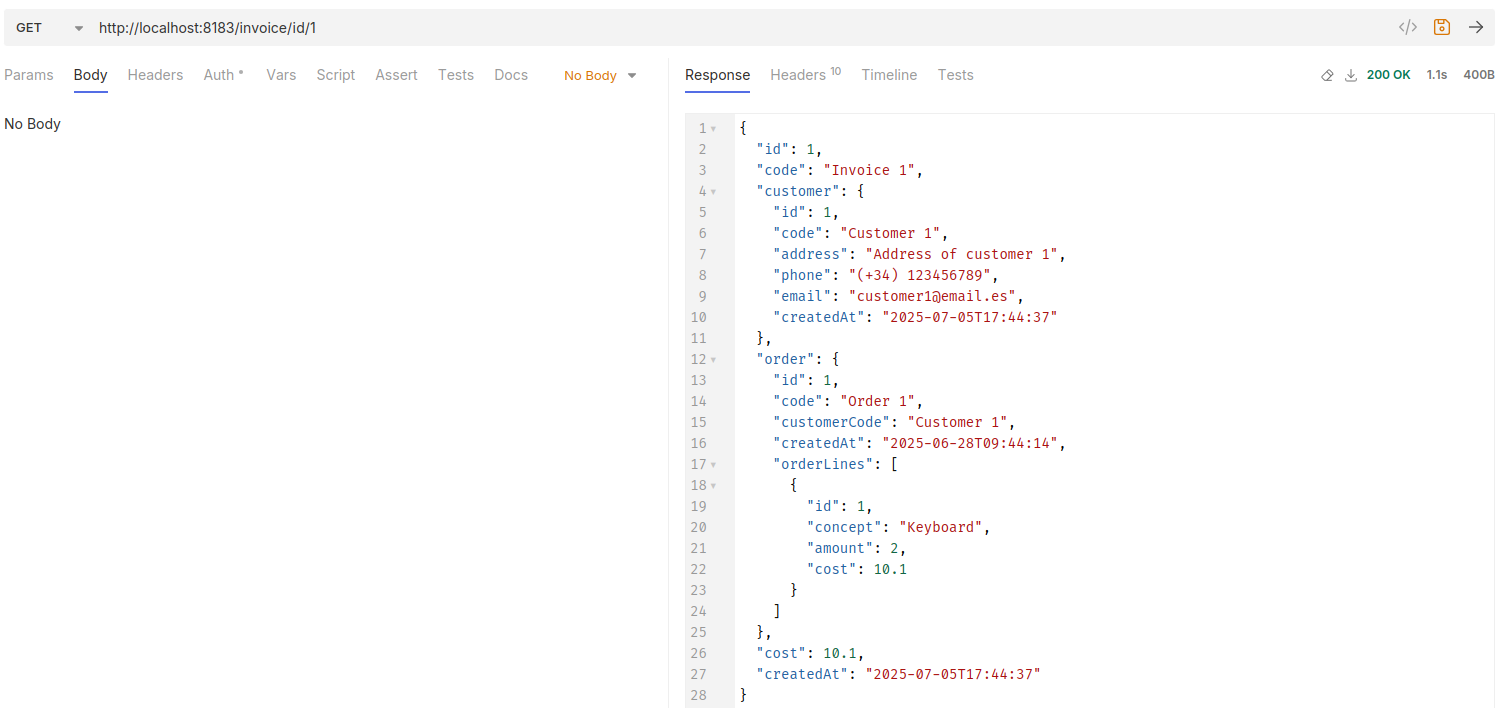 GET http://localhost:8183/invoice/id/1 </>
Params Body Headers Auth * Vars Script Assert Tests Docs No Body
No Body
Response Headers 10 Timeline Tests 200 OK 1.1s 400B
1 {
2 "id": 1,
3 "code": "Invoice 1",
4 "customer": {
5 "id": 1,
6 "code": "Customer 1",
7 "address": "Address of customer 1",
8 "phone": "(+34) 123456789",
9 "email": "customer1@email.es",
10 "createdAt": "2025-07-05T17:44:37"
11 },
12 "order": {
13 "id": 1,
14 "code": "Order 1",
15 "customerCode": "Customer 1",
16 "createdAt": "2025-06-28T09:44:14",
17 "orderLines": [
18 {
19 "id": 1,
20 "concept": "Keyboard",
21 "amount": 2,
22 "cost": 10.1
23 }
24 ]
25 },
26 "cost": 10.1,
27 "createdAt": "2025-07-05T17:44:37"
28 }